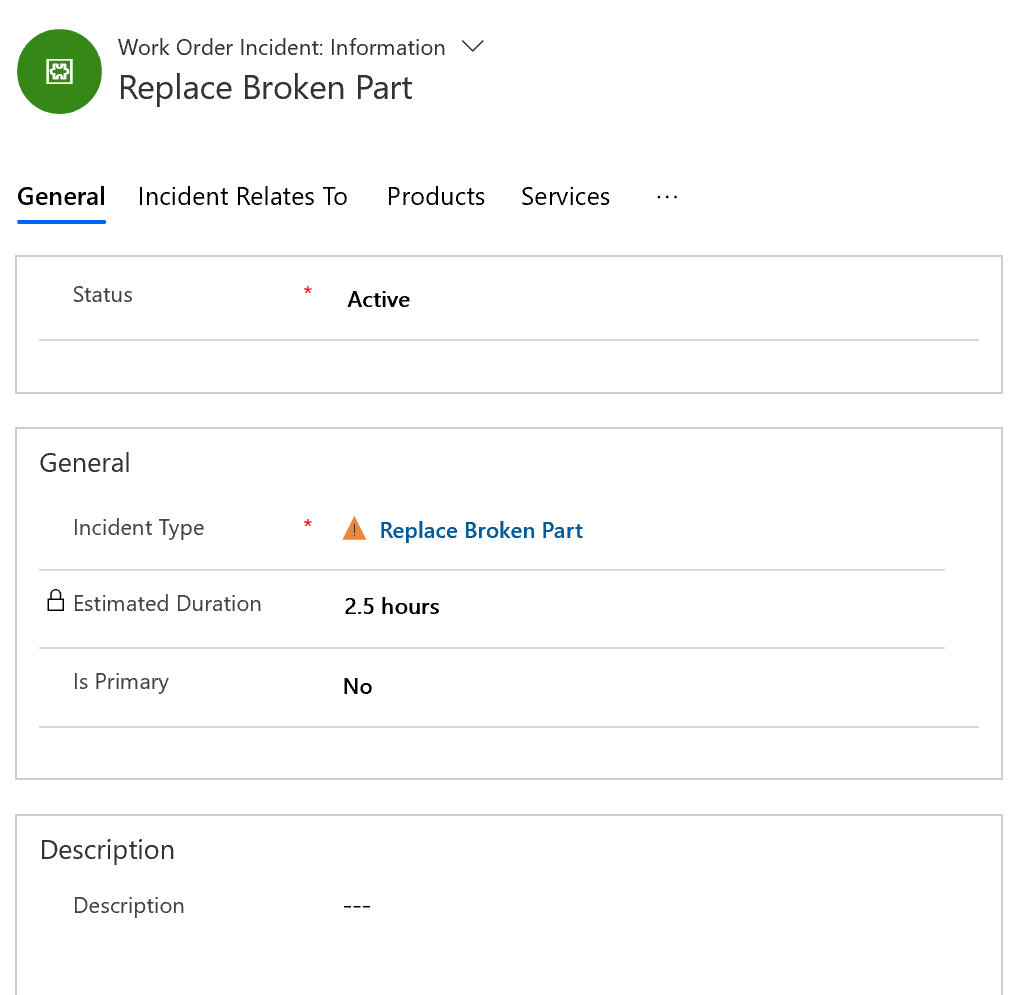 Work Order Incident: Information
Replace Broken Part
General Incident Relates To Products Services ...
Status * Active
General
Incident Type * Replace Broken Part
Estimated Duration 2.5 hours
Is Primary No
Description
Description ---